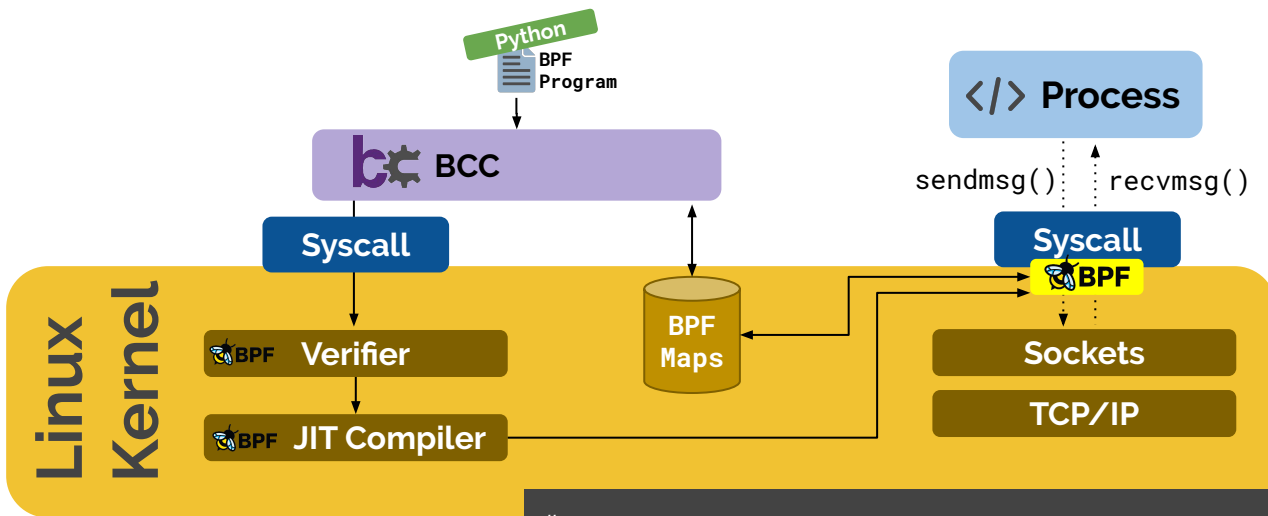 Python
BPF
Program
bc BCC
</> Process
sendmsg() recvmsg()
Syscall
Syscall
BPF
Linux
Kernel
BPF Verifier
BPF
Maps
Sockets
BPF JIT Compiler
TCP/IP